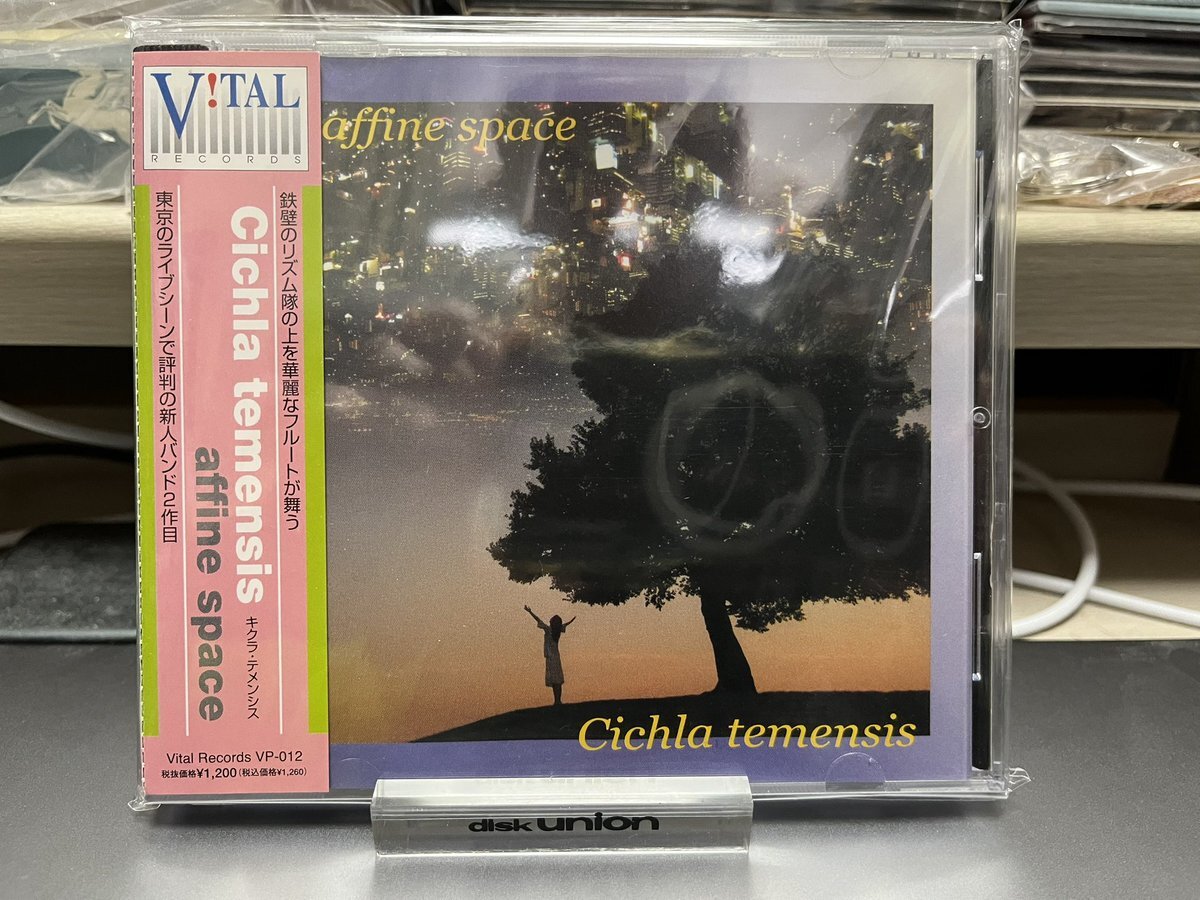 V!TAL
RECORDS
鉄壁のリズム隊の上を華麗なフルートが舞う
Cichla temensis
キクラ・テメンシス
affine space
東京のライブシーンで評判の新人バンド2作目
Vital Records VP-012
税抜価格¥1,200(税込価格¥1,260)
affine space
Cichla temensis
disk union